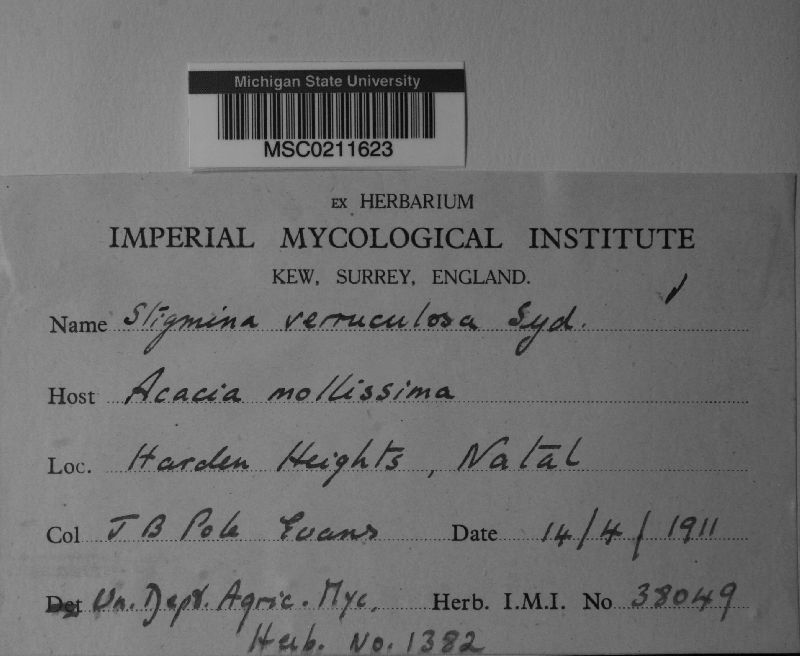 Michigan State University
MSC0211623
EX HERBARIUM
IMPERIAL MYCOLOGICAL INSTITUTE
KEW, SURREY, ENGLAND.
Name Stigmina verruculosa Syd.
Host Acacia mollissima
Loc. Harden Heights, Natal
Col J B Pole Evans Date 14/4/1911
Det Un. Dept. Agric. Myc. Herb. I.M.I. No 38049
Herb. No. 1382